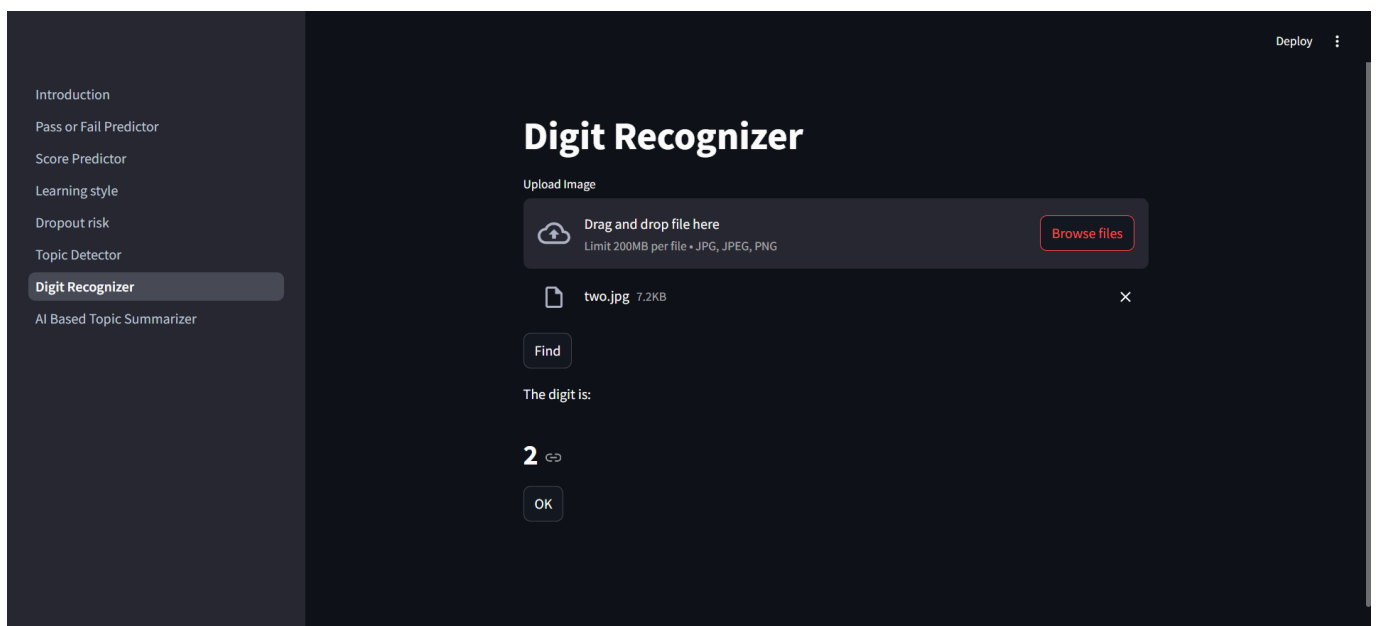 Deploy
Introduction
Pass or Fail Predictor
Score Predictor
Learning style
Dropout risk
Topic Detector
Digit Recognizer
AI Based Topic Summarizer
Digit Recognizer
Upload Image
Drag and drop file here
Limit 200MB per file • JPG, JPEG, PNG
Browse files
two.jpg 7.2KB
Find
The digit is:
2
OK